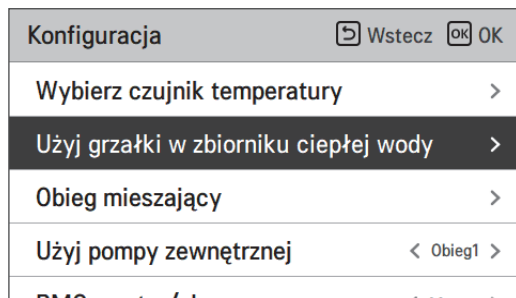 Konfiguracja Wstecz OK OK
Wybierz czujnik temperatury >
Użyj grzałki w zbiorniku ciepłej wody >
Obieg mieszający >
Użyj pompy zewnętrznej < Obieg1 >